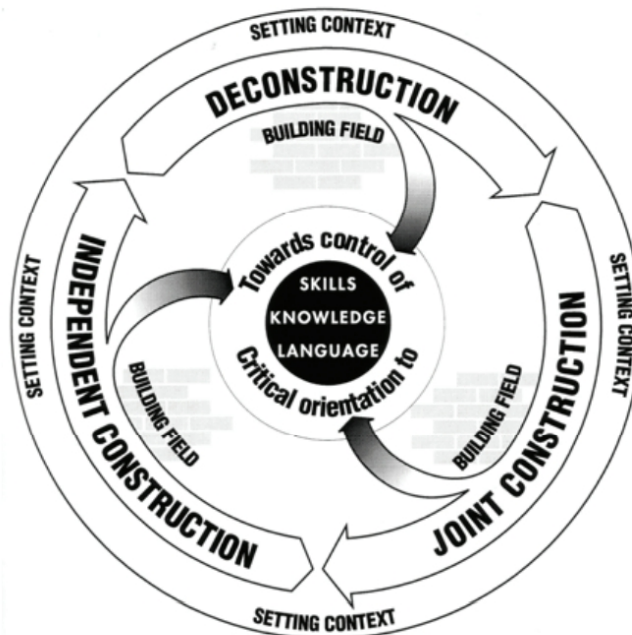 SETTING CONTEXT
DECONSTRUCTION
BUILDING FIELD
Towards control of
SKILLS
KNOWLEDGE
LANGUAGE
Critical orientation to
SETTING CONTEXT
INDEPENDENT CONSTRUCTION
BUILDING FIELD
SETTING CONTEXT
JOINT CONSTRUCTION
BUILDING FIELD
SETTING CONTEXT